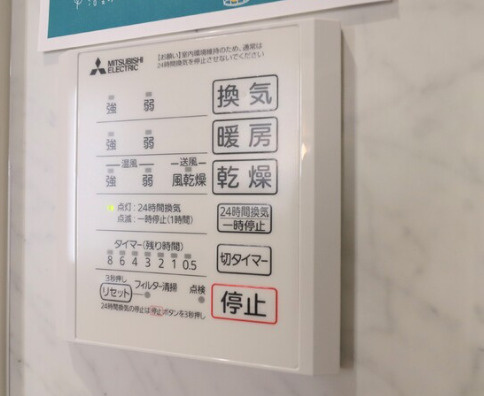 MITSUBISHI
ELECTRIC
【お願い】室内環境維持のため、通常は
24時間換気を停止させないでください
強 弱 換気
強 弱 暖房
温風 送風
強 弱 風乾燥 乾燥
点灯:24時間換気
点滅:一時停止(1時間)
24時間換気
一時停止
タイマー(残り時間)
8 6 4 3 2 1 0.5
切タイマー
3秒押し
リセット フィルター清掃 点検
停止
24時間換気の停止は停止ボタンを3秒押し